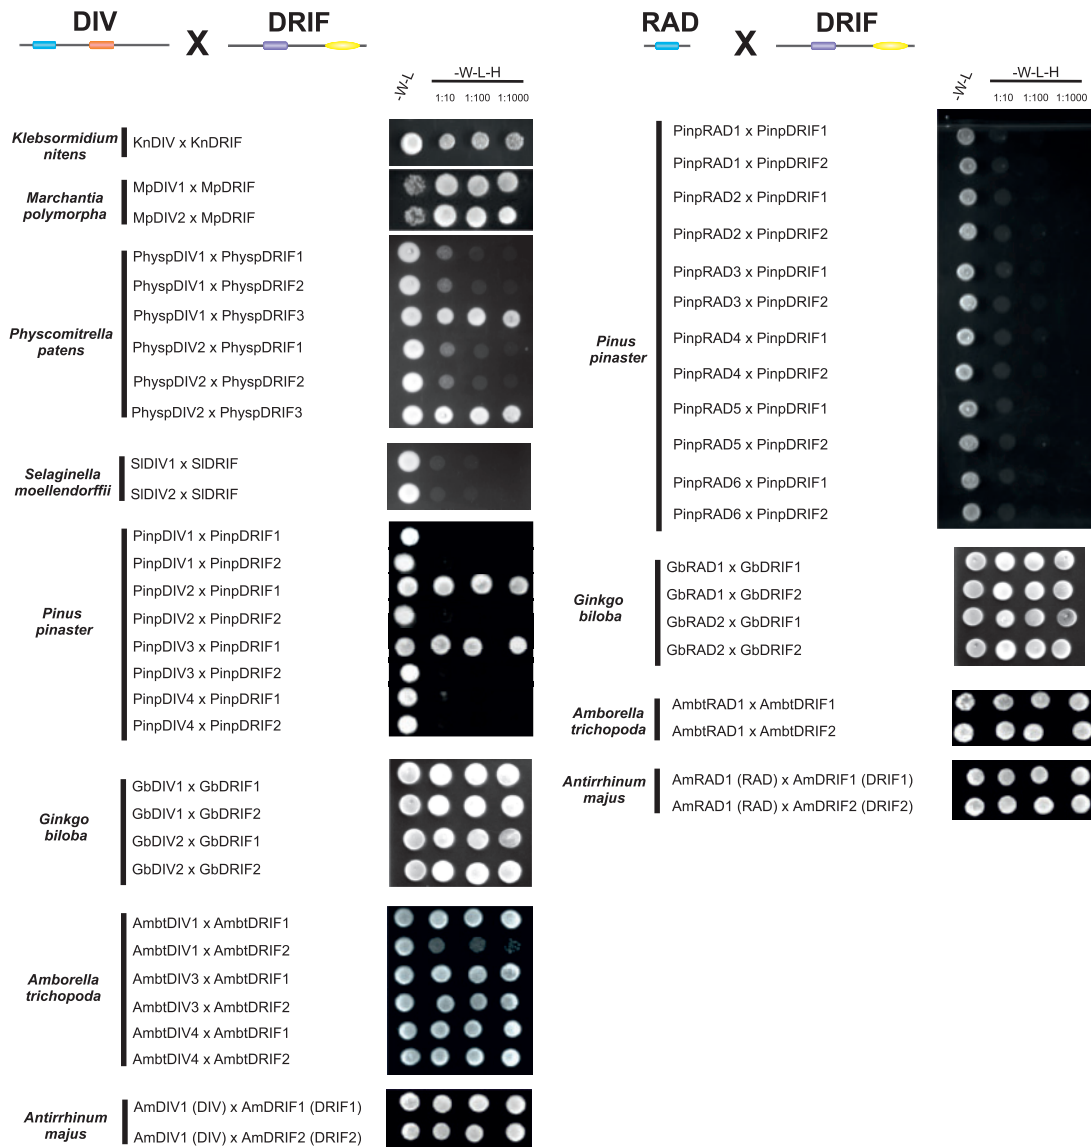 DIV
X
DRIF
-W-L
-W-L-H
1:10
1:100
1:1000
Klebsormidium
nitens
KnDIV x KnDRIF
Marchantia
polymorpha
MpDIV1 x MpDRIF
MpDIV2 x MpDRIF
Physcomitrella
patens
PhyspDIV1 x PhyspDRIF1
PhyspDIV1 x PhyspDRIF2
PhyspDIV1 x PhyspDRIF3
PhyspDIV2 x PhyspDRIF1
PhyspDIV2 x PhyspDRIF2
PhyspDIV2 x PhyspDRIF3
Selaginella
moellendorffii
SlDIV1 x SlDRIF
SlDIV2 x SlDRIF
Pinus
pinaster
PinpDIV1 x PinpDRIF1
PinpDIV1 x PinpDRIF2
PinpDIV2 x PinpDRIF1
PinpDIV2 x PinpDRIF2
PinpDIV3 x PinpDRIF1
PinpDIV3 x PinpDRIF2
PinpDIV4 x PinpDRIF1
PinpDIV4 x PinpDRIF2
Ginkgo
biloba
GbDIV1 x GbDRIF1
GbDIV1 x GbDRIF2
GbDIV2 x GbDRIF1
GbDIV2 x GbDRIF2
Amborella
trichopoda
AmbtDIV1 x AmbtDRIF1
AmbtDIV1 x AmbtDRIF2
AmbtDIV3 x AmbtDRIF1
AmbtDIV3 x AmbtDRIF2
AmbtDIV4 x AmbtDRIF1
AmbtDIV4 x AmbtDRIF2
Antirrhinum
majus
AmDIV1 (DIV) x AmDRIF1 (DRIF1)
AmDIV1 (DIV) x AmDRIF2 (DRIF2)
RAD
X
DRIF
-W-L
-W-L-H
1:10
1:100
1:1000
Pinus
pinaster
PinpRAD1 x PinpDRIF1
PinpRAD1 x PinpDRIF2
PinpRAD2 x PinpDRIF1
PinpRAD2 x PinpDRIF2
PinpRAD3 x PinpDRIF1
PinpRAD3 x PinpDRIF2
PinpRAD4 x PinpDRIF1
PinpRAD4 x PinpDRIF2
PinpRAD5 x PinpDRIF1
PinpRAD5 x PinpDRIF2
PinpRAD6 x PinpDRIF1
PinpRAD6 x PinpDRIF2
Ginkgo
biloba
GbRAD1 x GbDRIF1
GbRAD1 x GbDRIF2
GbRAD2 x GbDRIF1
GbRAD2 x GbDRIF2
Amborella
trichopoda
AmbtRAD1 x AmbtDRIF1
AmbtRAD1 x AmbtDRIF2
Antirrhinum
majus
AmRAD1 (RAD) x AmDRIF1 (DRIF1)
AmRAD1 (RAD) x AmDRIF2 (DRIF2)